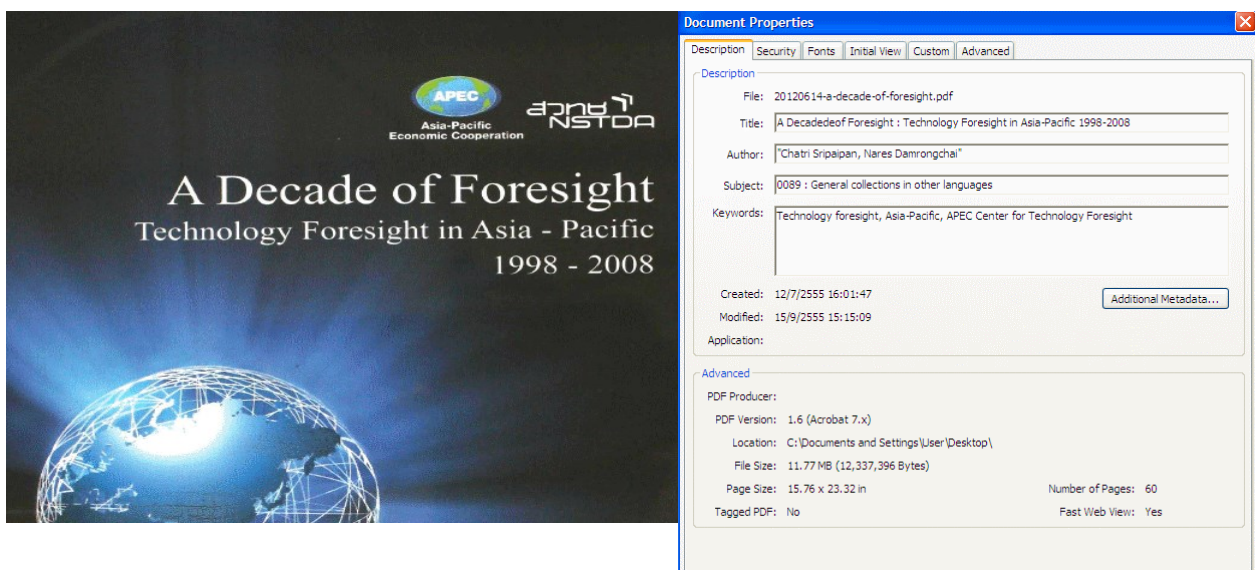 APEC
Asia-Pacific
Economic Cooperation
สวทช
NSTDA
A Decade of Foresight
Technology Foresight in Asia - Pacific
1998 - 2008
Document Properties
Description Security Fonts Initial View Custom Advanced
Description
File: 20120614-a-decade-of-foresight.pdf
Title: A Decadedeof Foresight : Technology Foresight in Asia-Pacific 1998-2008
Author: "Chatri Sripaipan, Nares Damrongchai"
Subject: 0089 : General collections in other languages
Keywords: Technology foresight, Asia-Pacific, APEC Center for Technology Foresight
Created: 12/7/2555 16:01:47
Additional Metadata...
Modified: 15/9/2555 15:15:09
Application:
Advanced
PDF Producer:
PDF Version: 1.6 (Acrobat 7.x)
Location: C:\Documents and Settings\User\Desktop\
File Size: 11.77 MB (12,337,396 Bytes)
Page Size: 15.76 x 23.32 in Number of Pages: 60
Tagged PDF: No Fast Web View: Yes